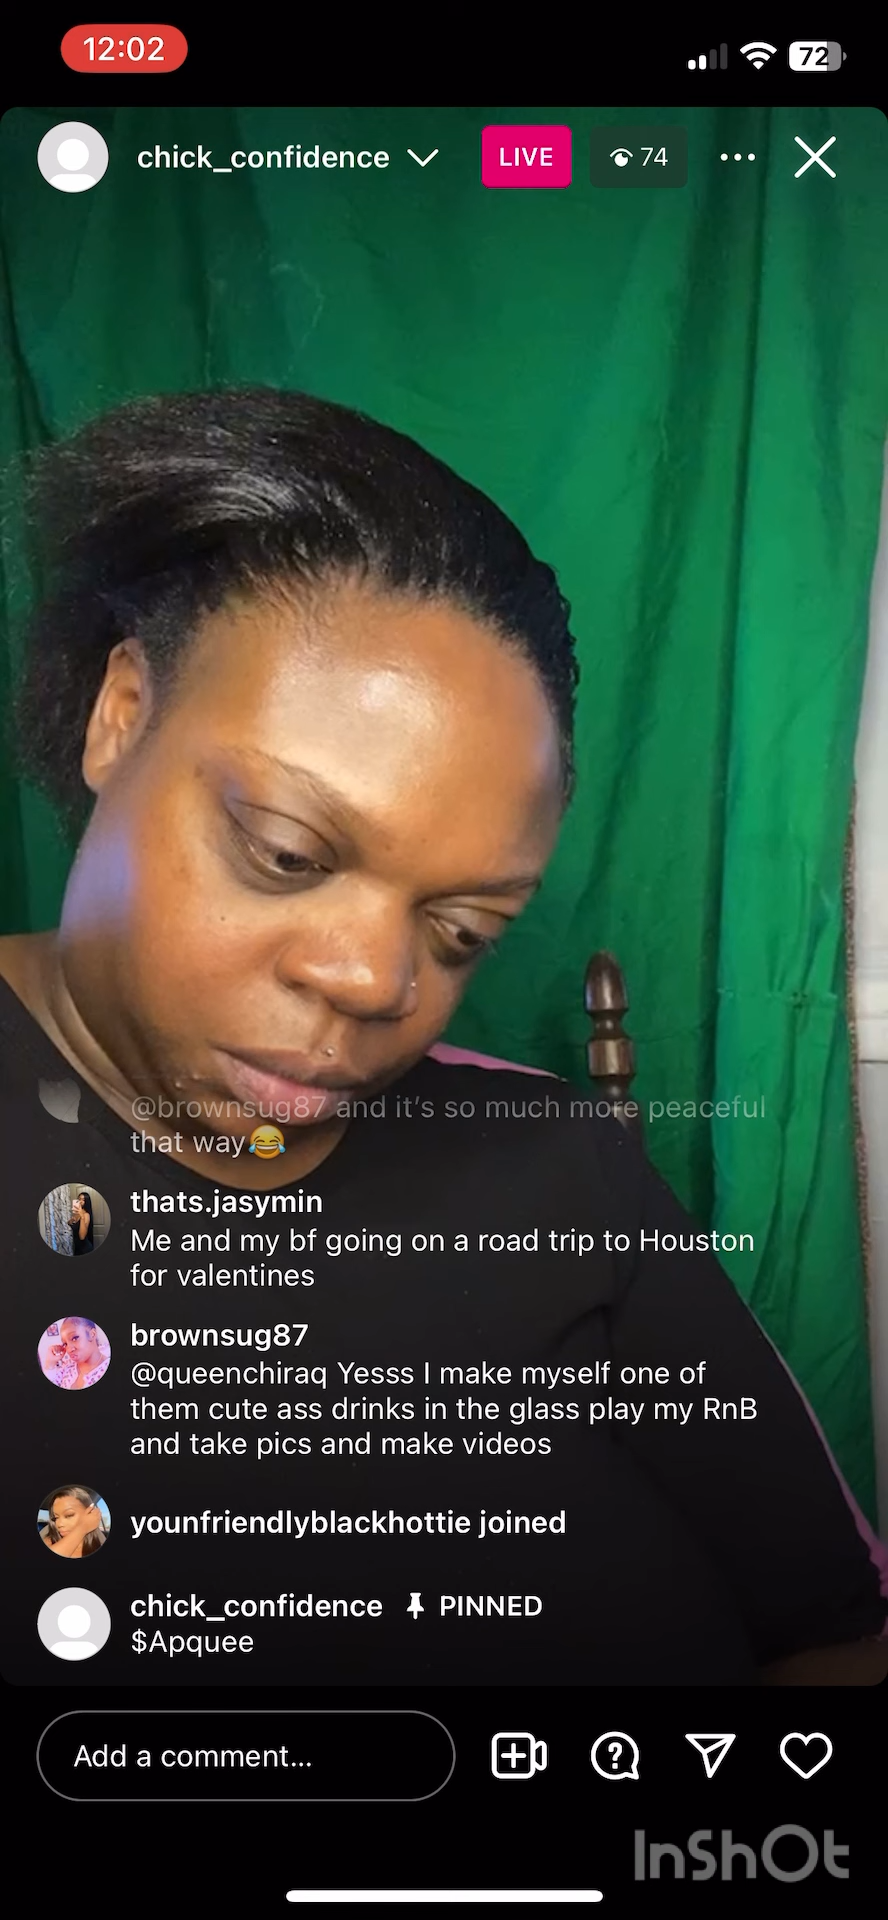 12:02
72
chick_confidence
LIVE
74
@brownsug87 and it's so much more peaceful
that way😂
thats.jasymin
Me and my bf going on a road trip to Houston
for valentines
brownsug87
@queenchiraq Yesss I make myself one of
them cute ass drinks in the glass play my RnB
and take pics and make videos
younfriendlyblackhottie joined
chick_confidence PINNED
$Apquee
Add a comment...
InShOt